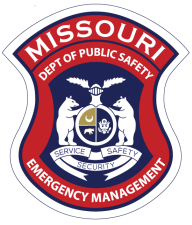 MISSOURI
DEPT OF PUBLIC SAFETY
SERVICE SAFETY
SECURITY
EMERGENCY MANAGEMENT